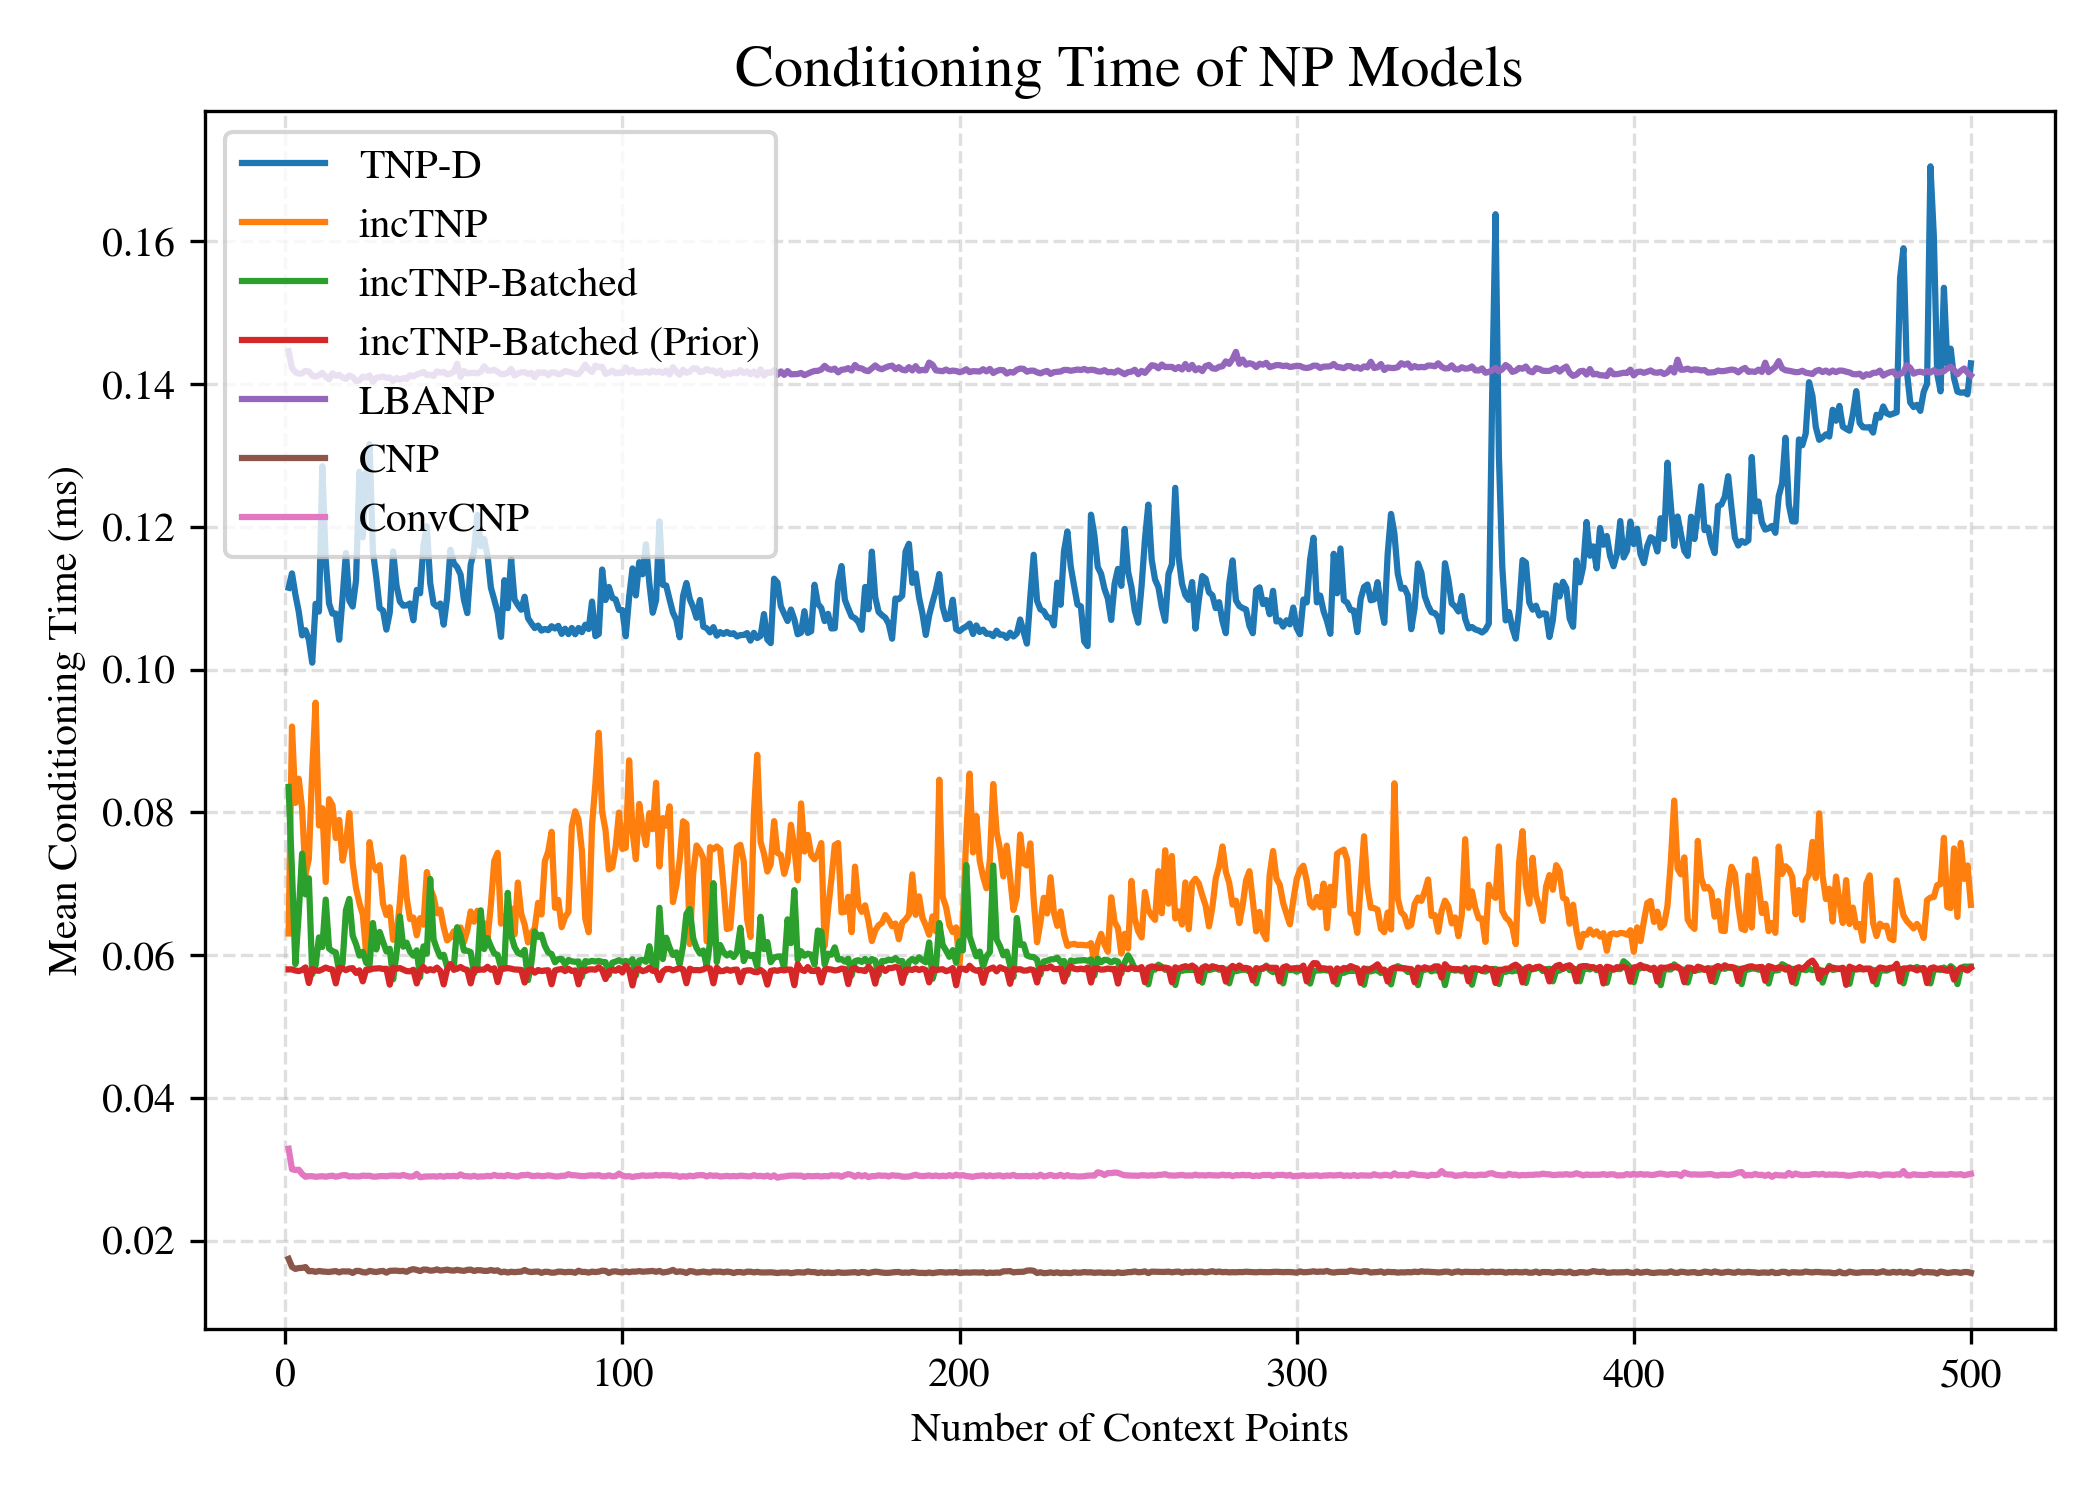 Conditioning Time of NP Models
TNP-D
incTNP
incTNP-Batched
incTNP-Batched (Prior)
LBANP
CNP
ConvCNP
Mean Conditioning Time (ms)
0.16
0.14
0.12
0.10
0.08
0.06
0.04
0.02
0 100 200 300 400 500
Number of Context Points